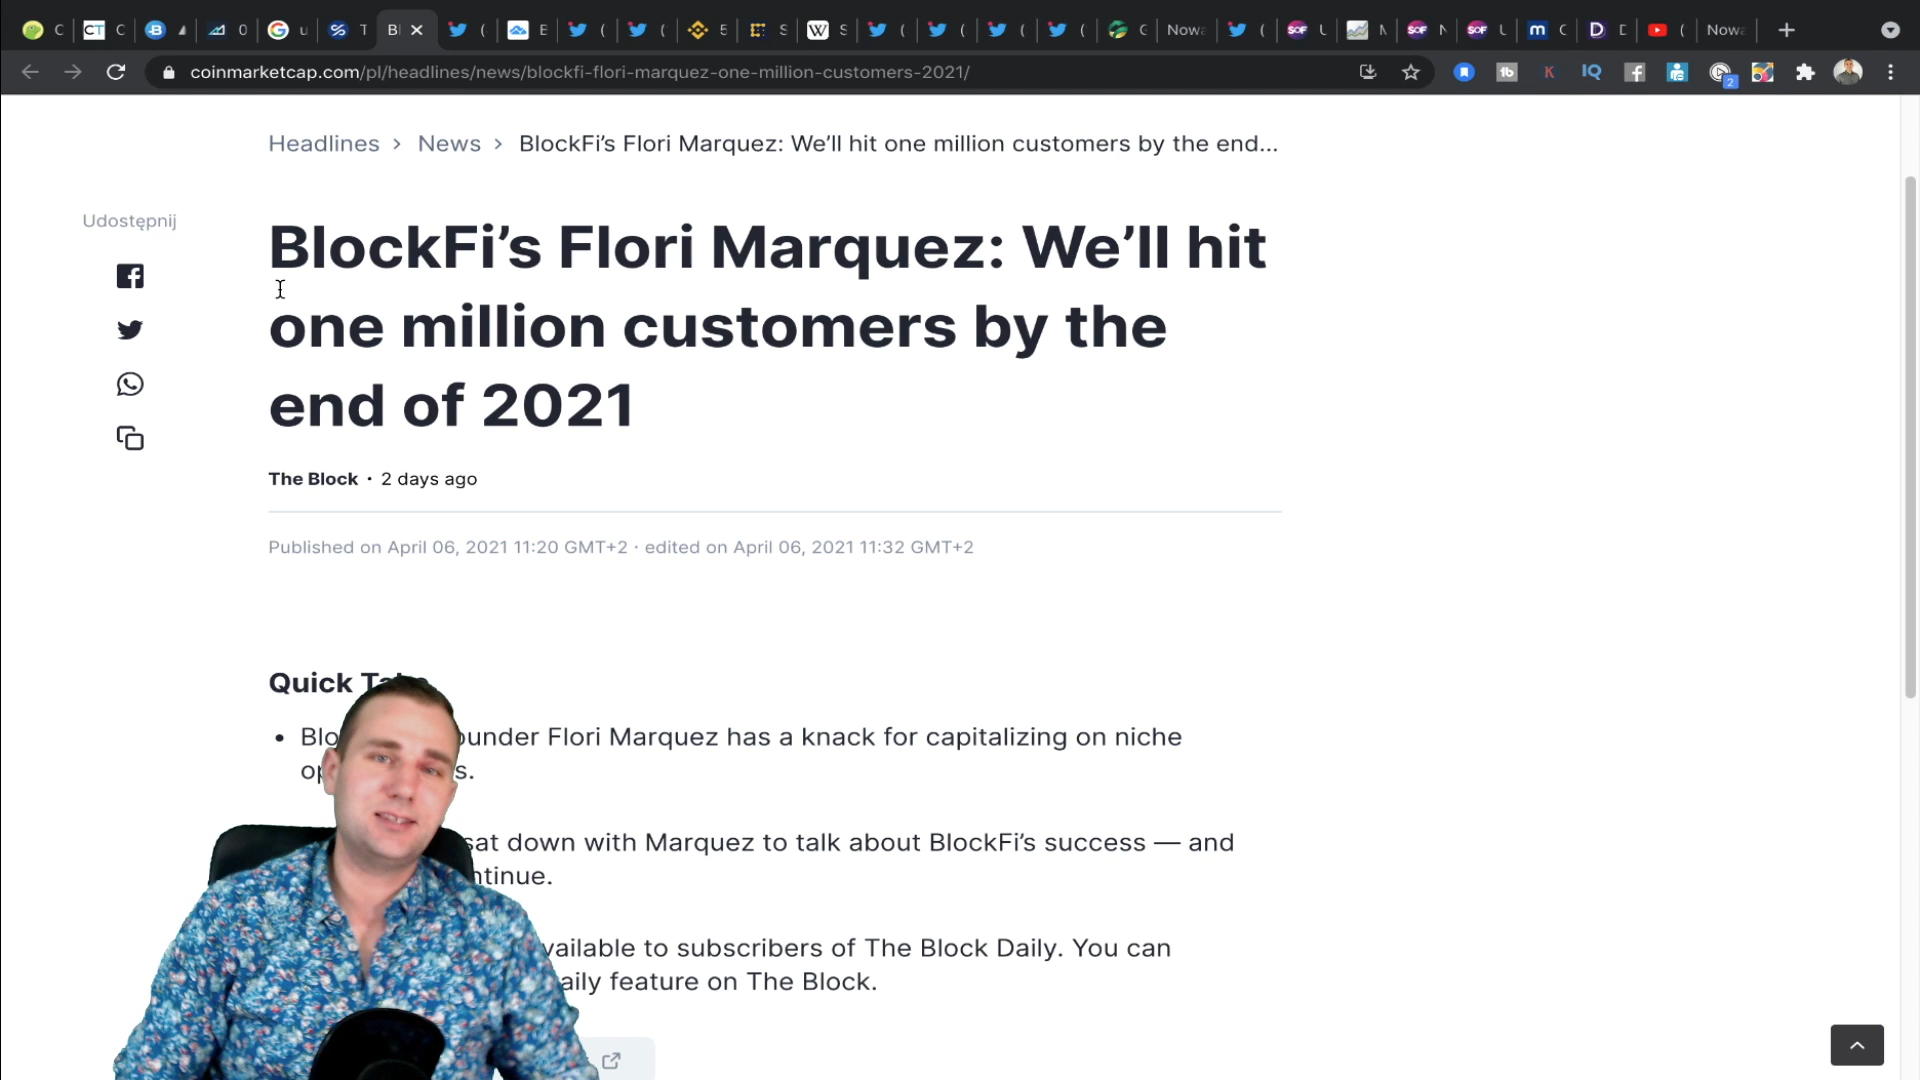 coinmarketcap.com/pl/headlines/news/blockfi-flori-marquez-one-million-customers-2021/
Headlines > News > BlockFi’s Flori Marquez: We’ll hit one million customers by the end...
Udostępnij
BlockFi’s Flori Marquez: We’ll hit
one million customers by the
end of 2021
The Block · 2 days ago
Published on April 06, 2021 11:20 GMT+2 · edited on April 06, 2021 11:32 GMT+2
Quick
Flori Marquez has a knack for capitalizing on niche
sat down with Marquez to talk about BlockFi’s success — and
to subscribers of The Block Daily. You can
feature on The Block.